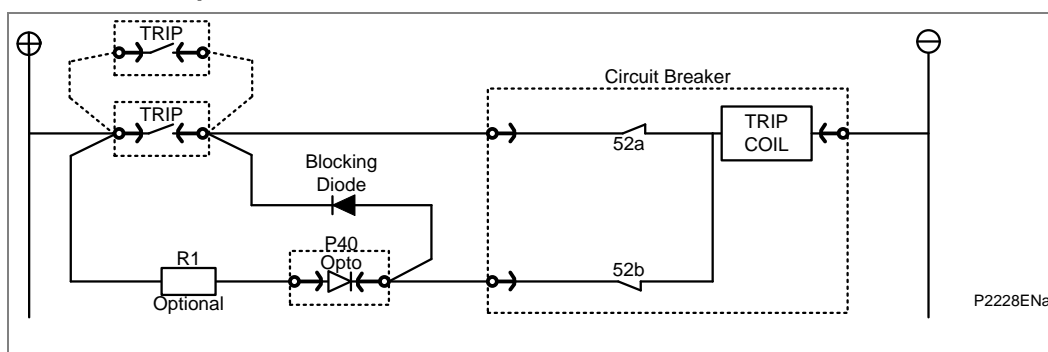 TRIP
TRIP
Circuit Breaker
TRIP
COIL
52a
Blocking
Diode
P40
Opto
R1
Optional
52b
P2228ENa